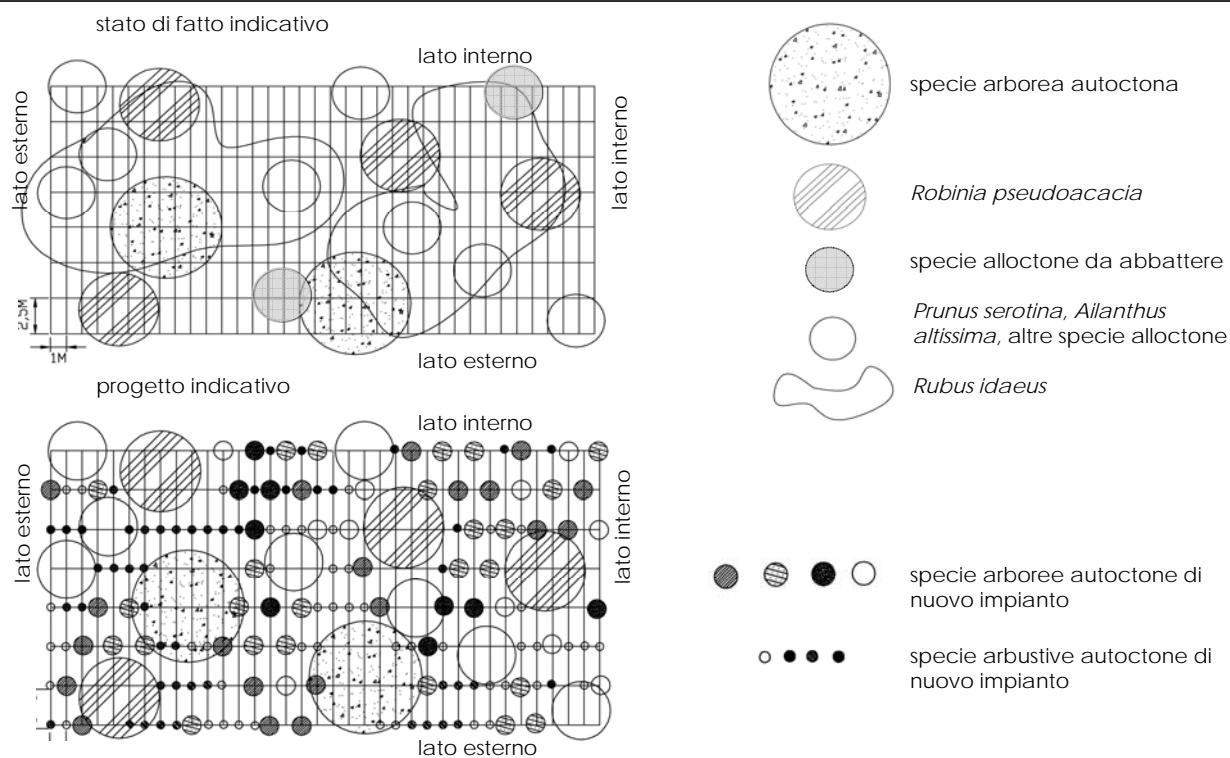 stato di fatto indicativo
lato interno
lato esterno
lato interno
2,5M
1M
lato esterno
progetto indicativo
lato interno
lato esterno
lato interno
lato esterno
specie arborea autoctona
Robinia pseudoacacia
specie alloctone da abbattere
Prunus serotina, Ailanthus
altissima, altre specie alloctone
Rubus idaeus
specie arboree autoctone di
nuovo impianto
specie arbustive autoctone di
nuovo impianto